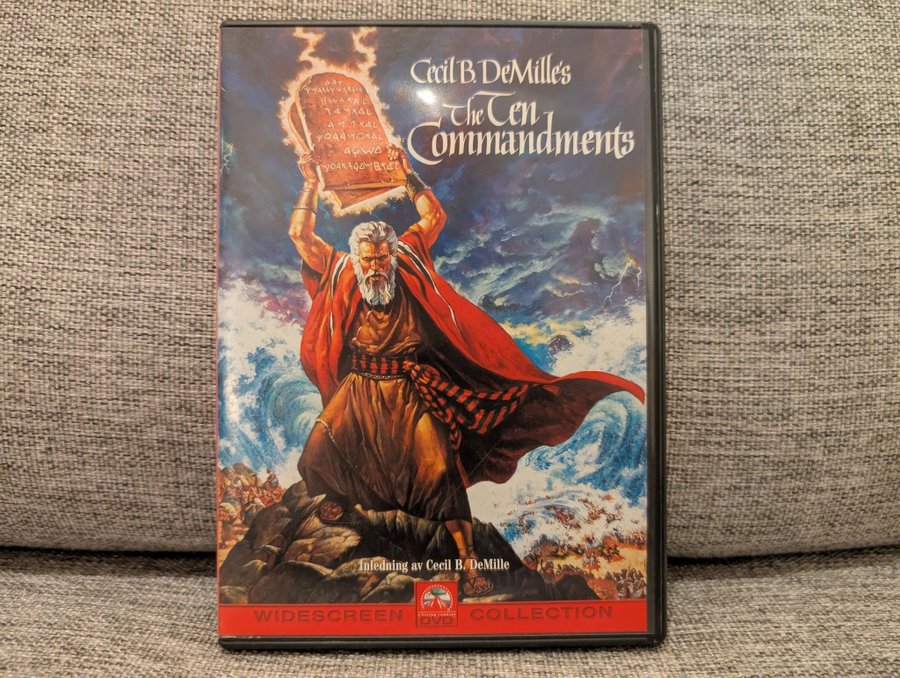 Cecil B. DeMille's
The Ten
Commandments
Inledning av Cecil B. DeMille
WIDESCREEN DVD COLLECTION